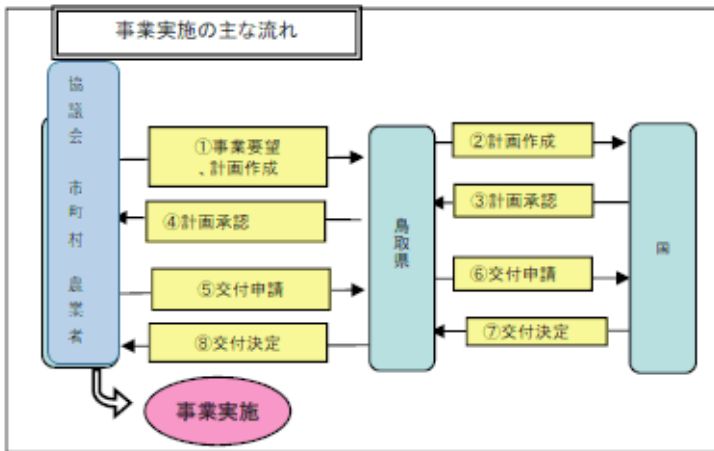 事業実施の主な流れ
協議会 市町村 農業者
①事業要望
、計画作成
②計画作成
③計画承認
④計画承認
鳥取県
国
⑤交付申請
⑥交付申請
⑦交付決定
⑧交付決定
事業実施